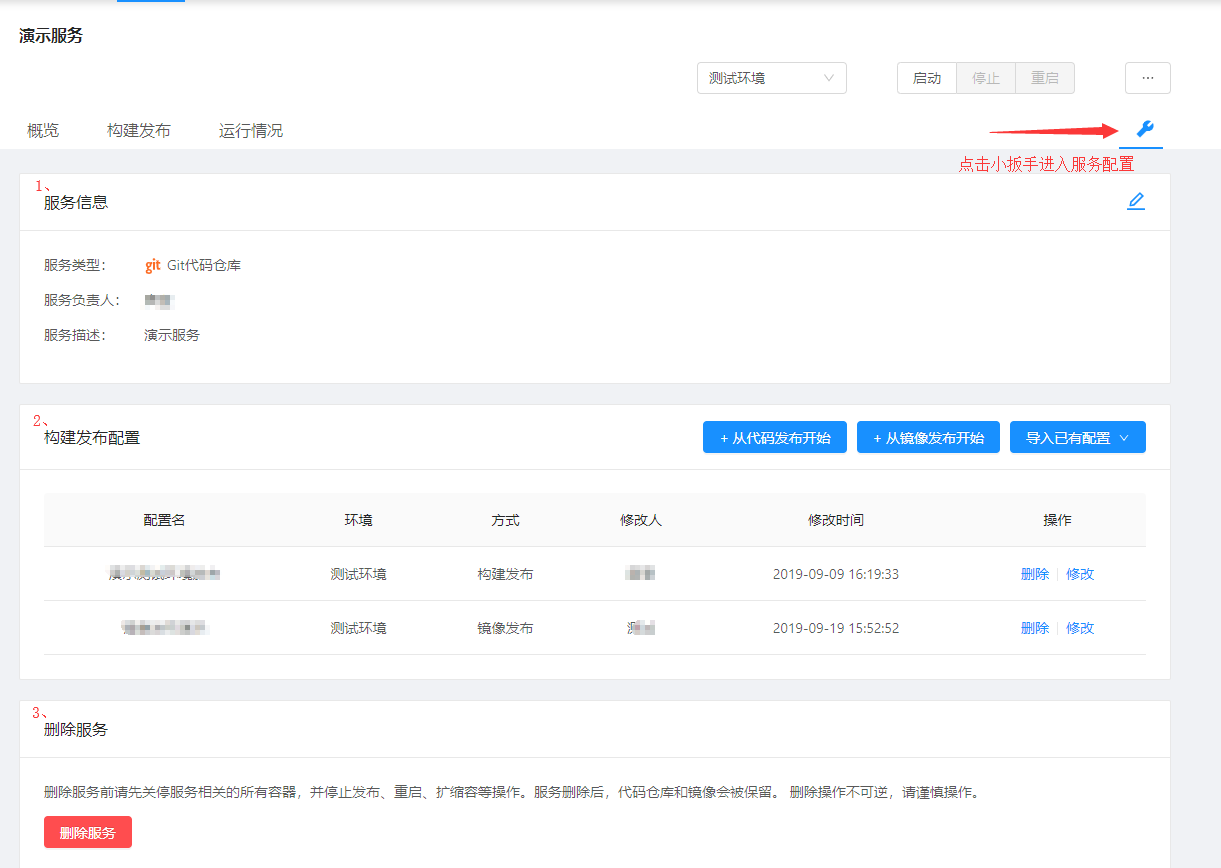 演示服务
测试环境
启动 停止 重启 ...
概览 构建发布 运行情况
点击小扳手进入服务配置
1、
服务信息
服务类型： git Git代码仓库
服务负责人：
服务描述： 演示服务
2、
构建发布配置 + 从代码发布开始 + 从镜像发布开始 导入已有配置
配置名 环境 方式 修改人 修改时间 操作
测试环境 构建发布 2019-09-09 16:19:33 删除 修改
测试环境 镜像发布 2019-09-19 15:52:52 删除 修改
3、
删除服务
删除服务前请先关停服务相关的所有容器，并停止发布、重启、扩缩容等操作。服务删除后，代码仓库和镜像会被保留。 删除操作不可逆，请谨慎操作。
删除服务